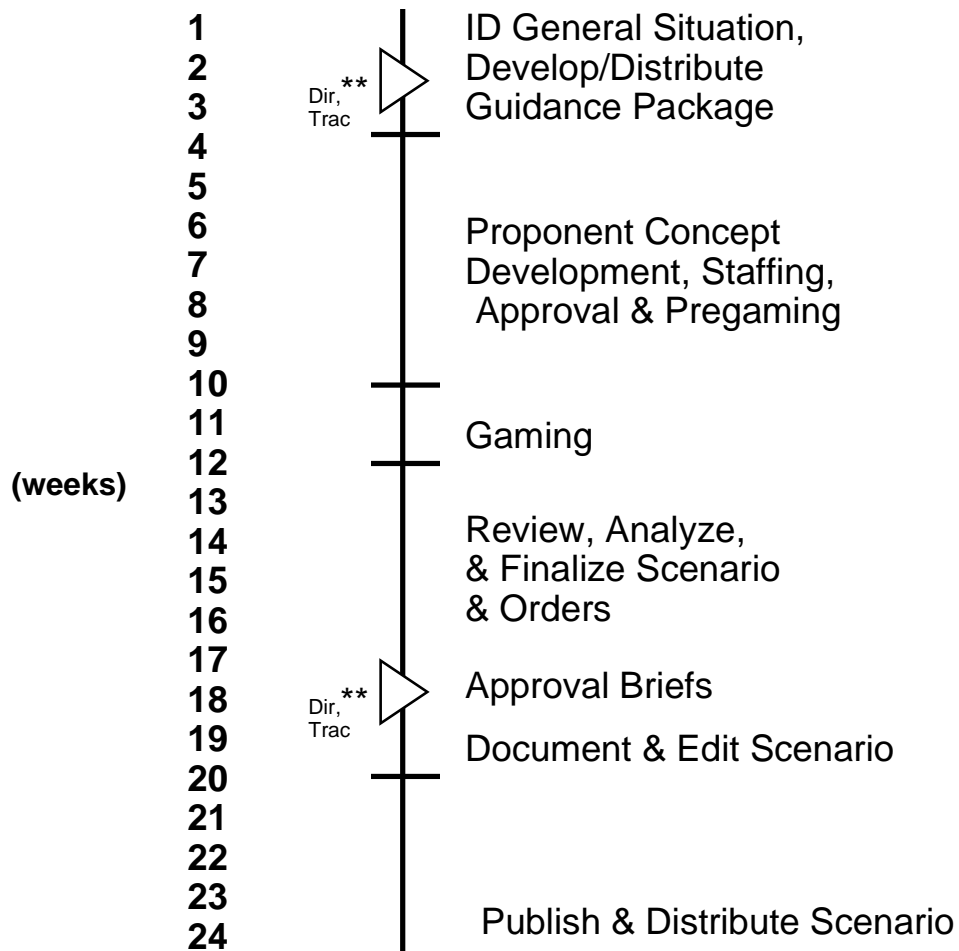 1
ID General Situation,
2
Develop/Distribute
Dir,**
3
Guidance Package
Trac
4
5
6
Proponent Concept
7
Development, Staffing,
8
Approval & Pregaming
9
10
11
Gaming
12
(weeks)
13
14
Review, Analyze,
& Finalize Scenario
15
& Orders
16
17
Approval Briefs
18
Dir,**
Trac
19
Document & Edit Scenario
20
21
22
23
Publish & Distribute Scenario
24